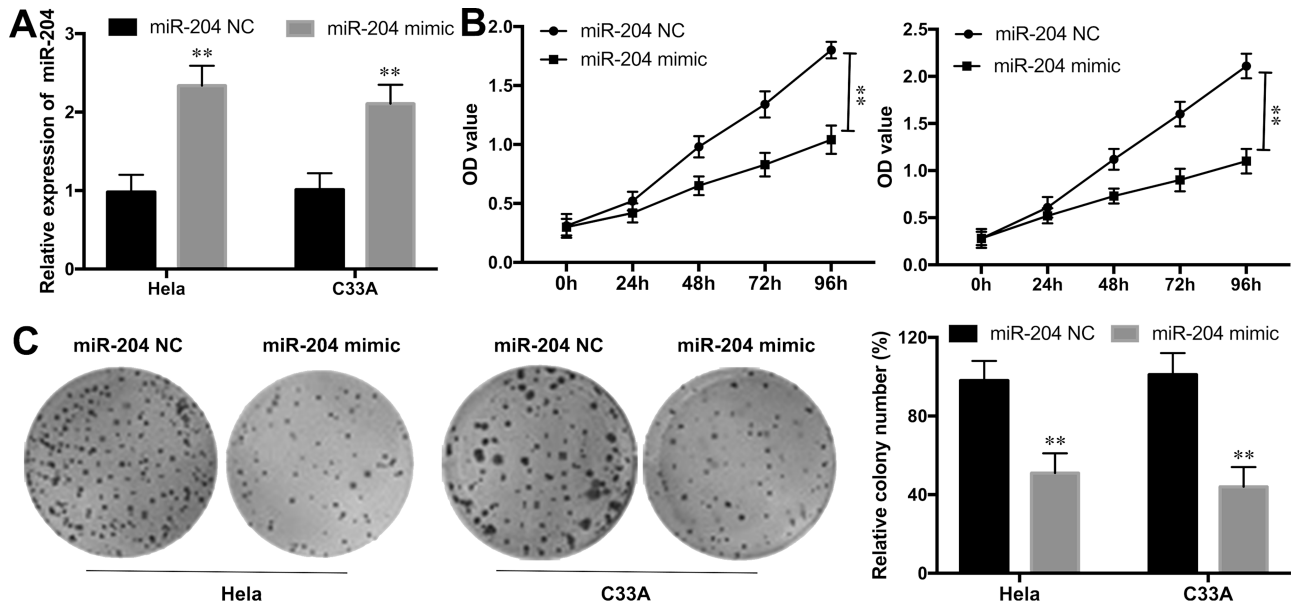 A
Relative expression of miR-204
miR-204 NC
miR-204 mimic
3
2
1
0
**
**
Hela
C33A
B
OD value
miR-204 NC
miR-204 mimic
2.0
1.5
1.0
0.5
0.0
**
0h 24h 48h 72h 96h
OD value
miR-204 NC
miR-204 mimic
2.5
2.0
1.5
1.0
0.5
0.0
**
0h 24h 48h 72h 96h
C
miR-204 NC
miR-204 mimic
miR-204 NC
miR-204 mimic
Hela
C33A
Relative colony number (%)
miR-204 NC
miR-204 mimic
120
80
40
0
**
**
Hela
C33A